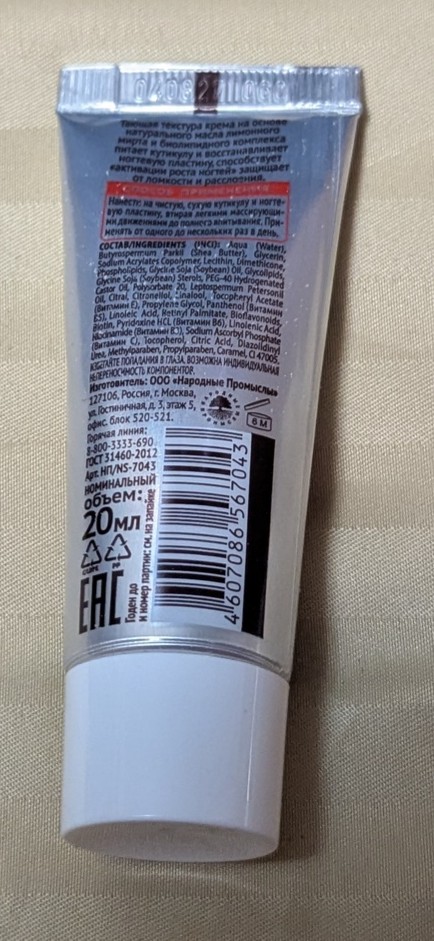 Тающая текстура крема на основе
натурального масла лимонного
мирта и биолипидного комплекса
питает кутикулу и восстанавливает
ногтевую пластину, способствует
«активации роста ногтей» защищает
от ломкости и расслоения.
СПОСОБ ПРИМЕНЕНИЯ
Нанести на чистую, сухую кутикулу и ногте-
вую пластину, втирая легкими массирующи-
ми движениями до полного впитывания. При-
менять от одного до нескольких раз в день.
СОСТАВ/INGREDIENTS (INCI): Aqua (Water),
Butyrospermum Parkii (Shea Butter), Glycerin,
Sodium Acrylates Copolymer, Lecithin, Dimethicone,
Phospholipids, Glycine Soja (Soybean) Oil, Glycolipids,
Glycine Soja (Soybean) Sterols, PEG-40 Hydrogenated
Castor Oil, Polysorbate 20, Leptospermum Petersonii
Oil, Citral, Citronellol, Linalool, Tocopheryl Acetate
(Витамин Е), Propylene Glycol, Panthenol (Витамин
В5), Linoleic Acid, Retinyl Palmitate, Bioflavonoids,
Biotin, Pyridoxine HCL (Витамин В6), Linolenic Acid,
Niacinamide (Витамин В3), Sodium Ascorbyl Phosphate
(Витамин С), Tocopherol, Citric Acid, Diazolidinyl
Urea, Methylparaben, Propylparaben, Caramel, CI 47005.
ИЗБЕГАЙТЕ ПОПАДАНИЯ В ГЛАЗА. ВОЗМОЖНА ИНДИВИДУАЛЬНАЯ
НЕПЕРЕНОСИМОСТЬ КОМПОНЕНТОВ.
Изготовитель: ООО «Народные Промыслы»
127106, Россия, г. Москва,
ул. Гостиничная, д. 3, этаж 5,
офис. блок 520-521.
Горячая линия:
8-800-3333-690
ГОСТ 31460-2012
Арт. НП/NS-7043
НОМИНАЛЬНЫЙ
объем:
20мл
6 M
PP
EAC
Годен до
и номер партии: см. на запайке
4 607086 567043